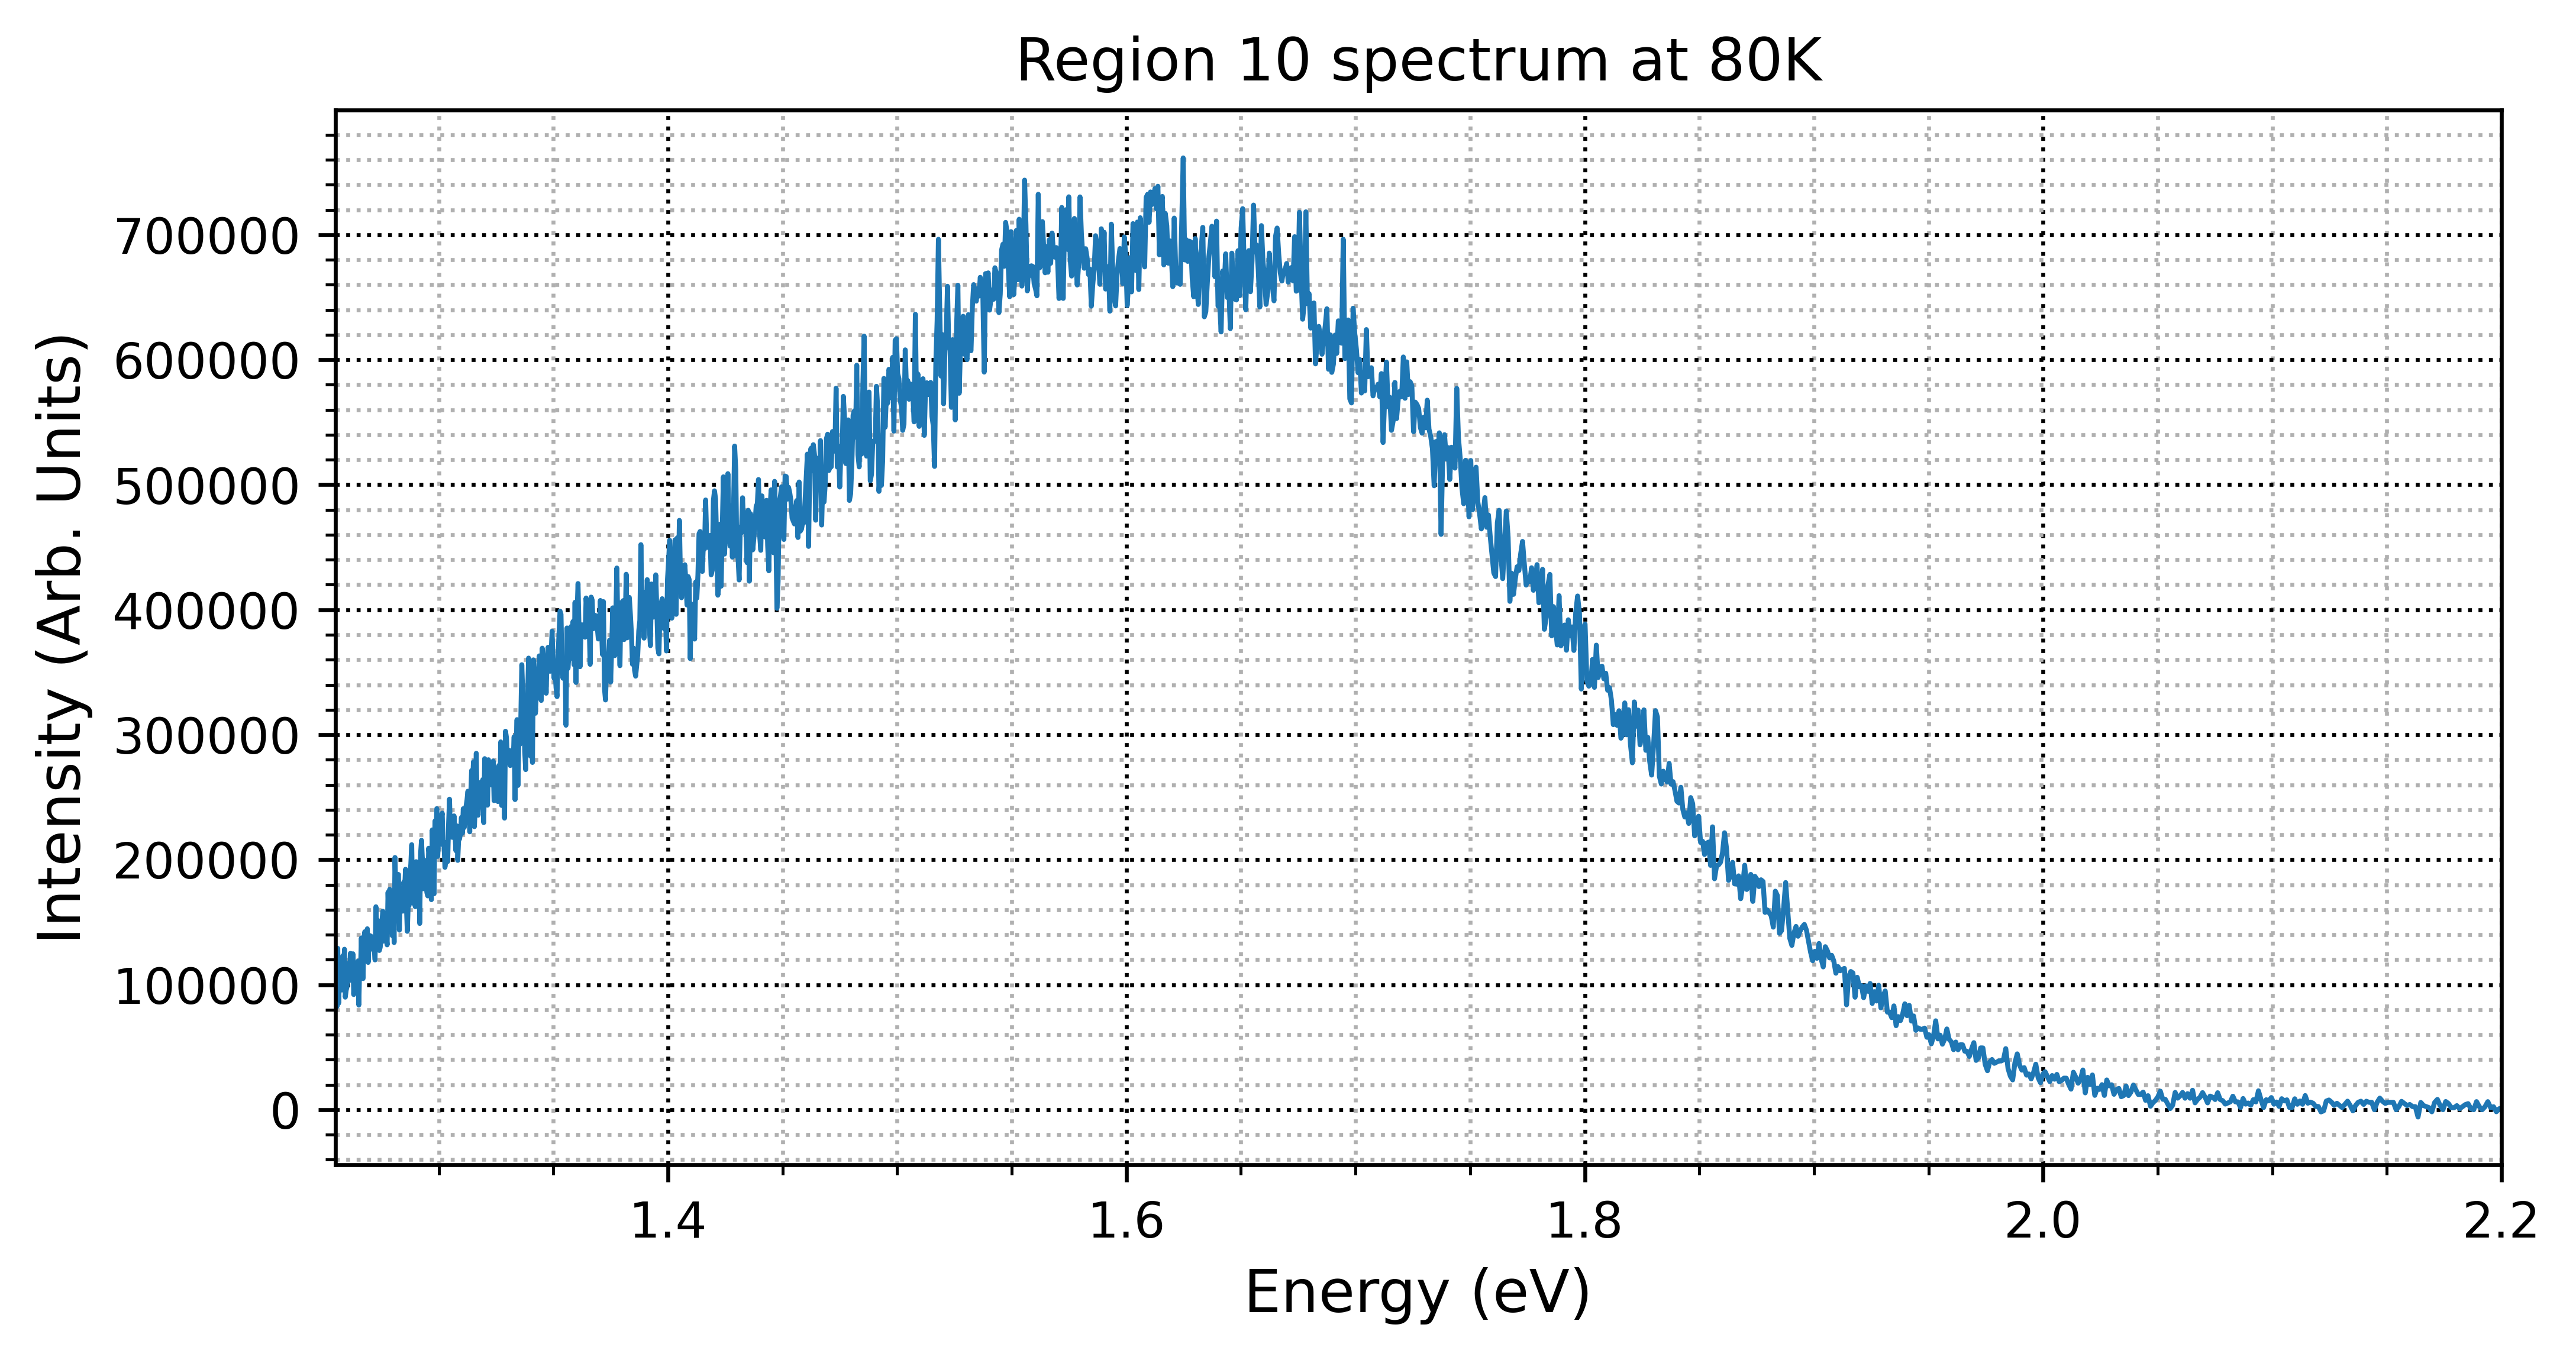 Region 10 spectrum at 80K
Intensity (Arb. Units)
700000
600000
500000
400000
300000
200000
100000
0
1.4 1.6 1.8 2.0 2.2
Energy (eV)